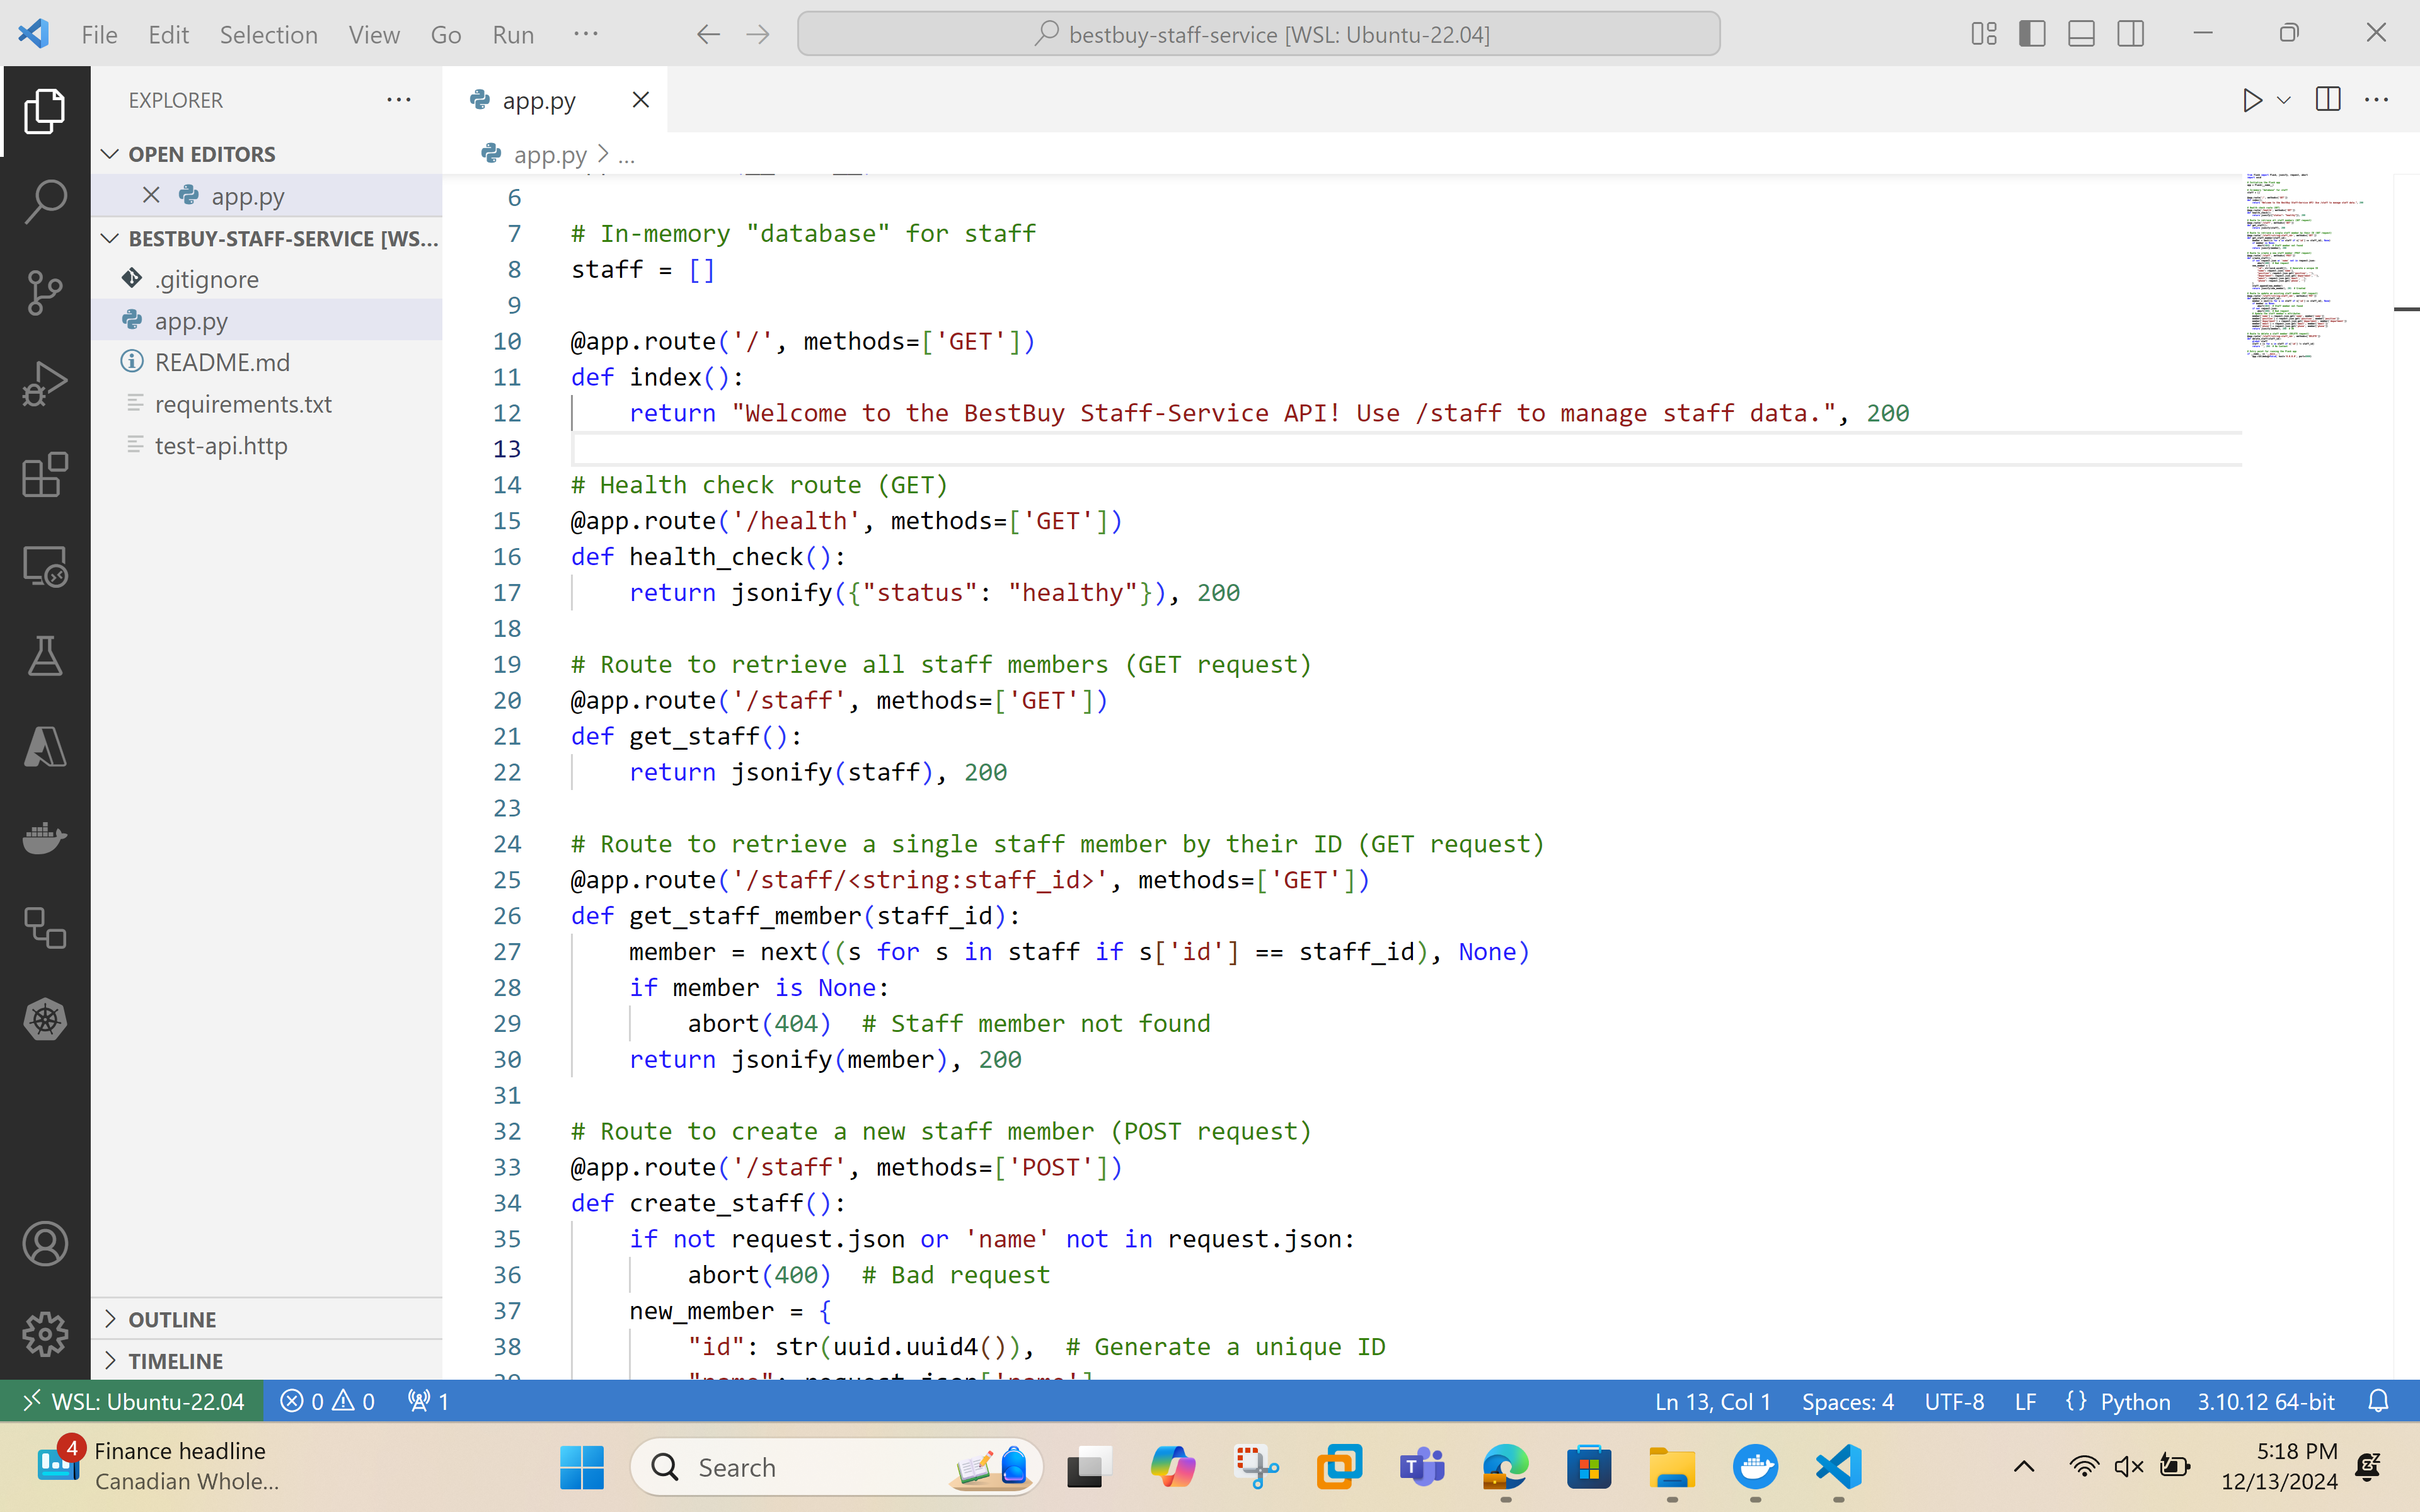 File Edit Selection View Go Run ···
bestbuy-staff-service [WSL: Ubuntu-22.04]
EXPLORER
OPEN EDITORS
app.py
BESTBUY-STAFF-SERVICE [WS...
.gitignore
app.py
README.md
requirements.txt
test-api.http
OUTLINE
TIMELINE
app.py
app.py > ...
6
7 # In-memory "database" for staff
8 staff = []
9
10 @app.route('/', methods=['GET'])
11 def index():
12     return "Welcome to the BestBuy Staff-Service API! Use /staff to manage staff data.", 200
13
14 # Health check route (GET)
15 @app.route('/health', methods=['GET'])
16 def health_check():
17     return jsonify({"status": "healthy"}), 200
18
19 # Route to retrieve all staff members (GET request)
20 @app.route('/staff', methods=['GET'])
21 def get_staff():
22     return jsonify(staff), 200
23
24 # Route to retrieve a single staff member by their ID (GET request)
25 @app.route('/staff/<string:staff_id>', methods=['GET'])
26 def get_staff_member(staff_id):
27     member = next((s for s in staff if s['id'] == staff_id), None)
28     if member is None:
29         abort(404)  # Staff member not found
30     return jsonify(member), 200
31
32 # Route to create a new staff member (POST request)
33 @app.route('/staff', methods=['POST'])
34 def create_staff():
35     if not request.json or 'name' not in request.json:
36         abort(400)  # Bad request
37     new_member = {
38         "id": str(uuid.uuid4()),  # Generate a unique ID
WSL: Ubuntu-22.04 0 0 1 Ln 13, Col 1 Spaces: 4 UTF-8 LF {} Python 3.10.12 64-bit
4
Finance headline
Canadian Whole...
Search
5:18 PM
12/13/2024